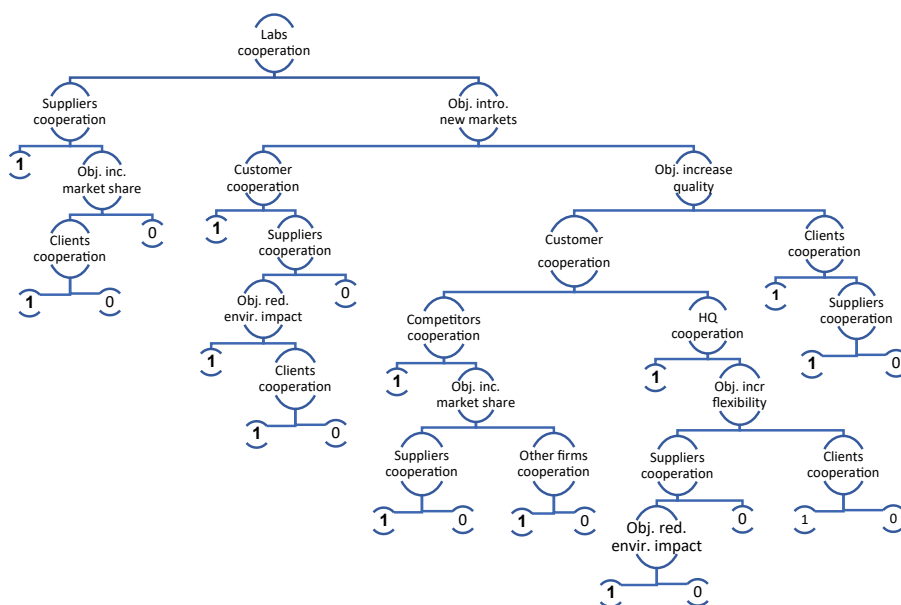 Labs
cooperation
Suppliers
cooperation
Obj. intro.
new markets
1
Obj. inc.
market share
Customer
cooperation
Obj. increase
quality
Clients
cooperation
0
1
Suppliers
cooperation
Customer
cooperation
Clients
cooperation
1
0
Obj. red.
envir. impact
0
Competitors
cooperation
HQ
cooperation
1
Suppliers
cooperation
1
Clients
cooperation
1
Obj. inc.
market share
1
Obj. incr
flexibility
1
0
1
0
Suppliers
cooperation
Other firms
cooperation
Suppliers
cooperation
Clients
cooperation
1
0
1
0
Obj. red.
envir. impact
0
1
0
1
0